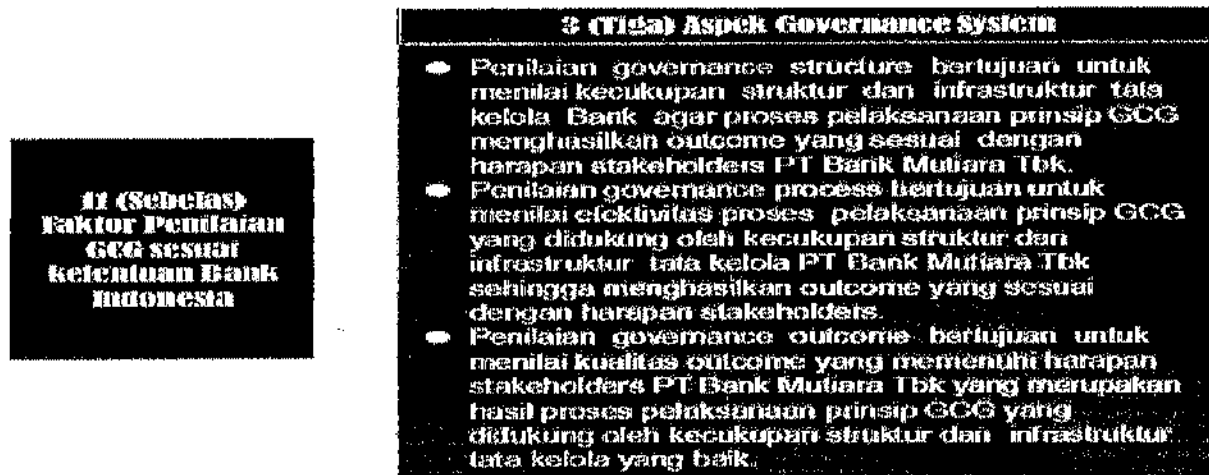 11 (Sebelas)
Faktor Penilaian
GCG sesuai
ketentuan Bank
Indonesia
3 (Tiga) Aspek Governance System
Penilaian governance structure bertujuan untuk
menilai kecukupan struktur dan infrastruktur tata
kelola Bank agar proses pelaksanaan prinsip GCG
menghasilkan outcome yang sesuai dengan
harapan stakeholders PT Bank Mutiara Tbk.
Penilaian governance process bertujuan untuk
menilai efektivitas proses pelaksanaan prinsip GCG
yang didukung oleh kecukupan struktur dan
infrastruktur tata kelola PT Bank Mutiara Tbk
sehingga menghasilkan outcome yang sesuai
dengan harapan stakeholders.
Penilaian governance outcome bertujuan untuk
menilai kualitas outcome yang memenuhi harapan
stakeholders PT Bank Mutiara Tbk yang merupakan
hasil proses pelaksanaan prinsip GCG yang
didukung oleh kecukupan struktur dan infrastruktur
tata kelola yang baik.